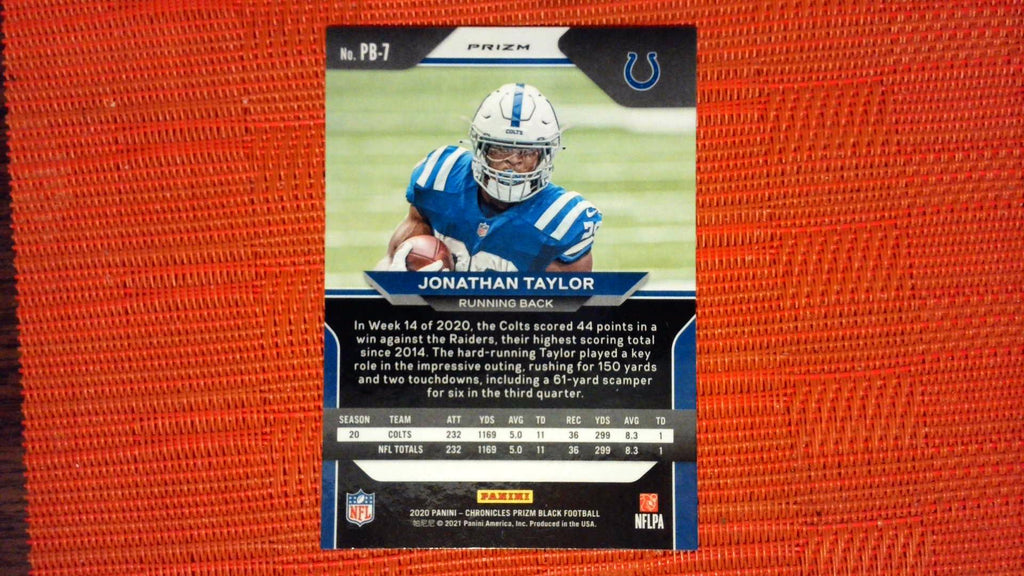 No. PB-7
PRIZM
COLTS
JONATHAN TAYLOR
RUNNING BACK
In Week 14 of 2020, the Colts scored 44 points in a
win against the Raiders, their highest scoring total
since 2014. The hard-running Taylor played a key
role in the impressive outing, rushing for 150 yards
and two touchdowns, including a 61-yard scamper
for six in the third quarter.
SEASON TEAM ATT YDS AVG TD REC YDS AVG TD
20 COLTS 232 1169 5.0 11 36 299 8.3 1
NFL TOTALS 232 1169 5.0 11 36 299 8.3 1
PANINI
NFL
2020 PANINI – CHRONICLES PRIZM BLACK FOOTBALL
帕尼尼 © 2021 Panini America, Inc. Produced in the USA.
NFLPA